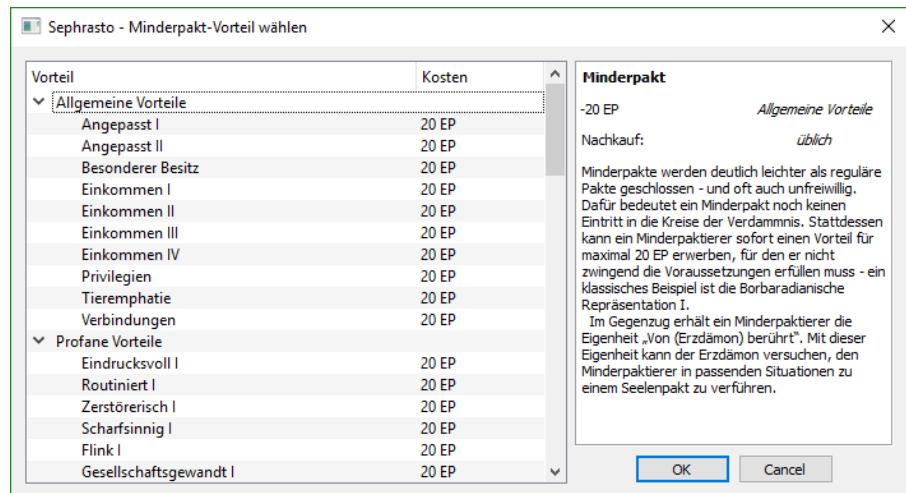 Sephrasto - Minderpakt-Vorteil wählen
Vorteil Kosten
Allgemeine Vorteile
Angepasst I 20 EP
Angepasst II 20 EP
Besonderer Besitz 20 EP
Einkommen I 20 EP
Einkommen II 20 EP
Einkommen III 20 EP
Einkommen IV 20 EP
Privilegien 20 EP
Tieremphatie 20 EP
Verbindungen 20 EP
Profane Vorteile
Eindrucksvoll I 20 EP
Routiniert I 20 EP
Zerstörerisch I 20 EP
Scharfsinnig I 20 EP
Flink I 20 EP
Gesellschaftsgewandt I 20 EP
Minderpakt
-20 EP Allgemeine Vorteile
Nachkauf: üblich
Minderpakte werden deutlich leichter als reguläre
Pakte geschlossen - und oft auch unfreiwillig.
Dafür bedeutet ein Minderpakt noch keinen
Eintritt in die Kreise der Verdammnis. Stattdessen
kann ein Minderpaktierer sofort einen Vorteil für
maximal 20 EP erwerben, für den er nicht
zwingend die Voraussetzungen erfüllen muss - ein
klassisches Beispiel ist die Borbaradianische
Repräsentation I.
Im Gegenzug erhält ein Minderpaktierer die
Eigenheit „Von (Erzdämon) berührt". Mit dieser
Eigenheit kann der Erzdämon versuchen, den
Minderpaktierer in passenden Situationen zu
einem Seelenpakt zu verführen.
OK Cancel